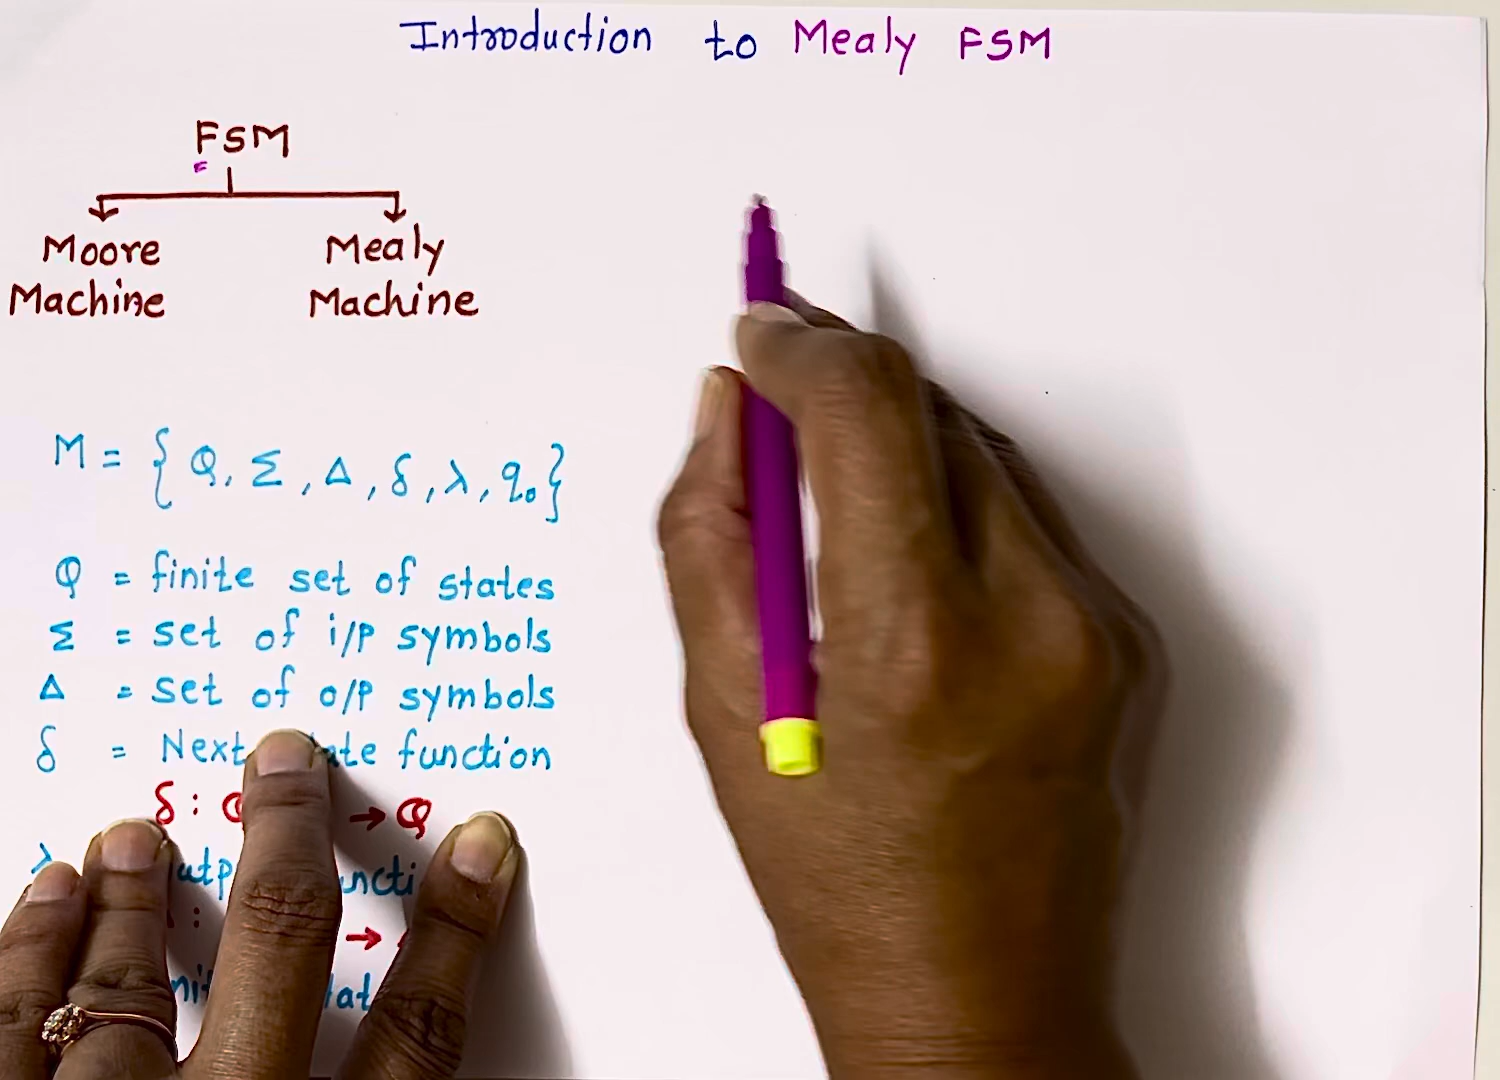 Introduction to Mealy FSM
FSM
Moore Machine
Mealy Machine
M = { Q, Σ, Δ, δ, λ, q₀}
Q = finite set of states
Σ = set of i/p symbols
Δ = set of o/p symbols
δ = Next function
δ : → Q
λ
→